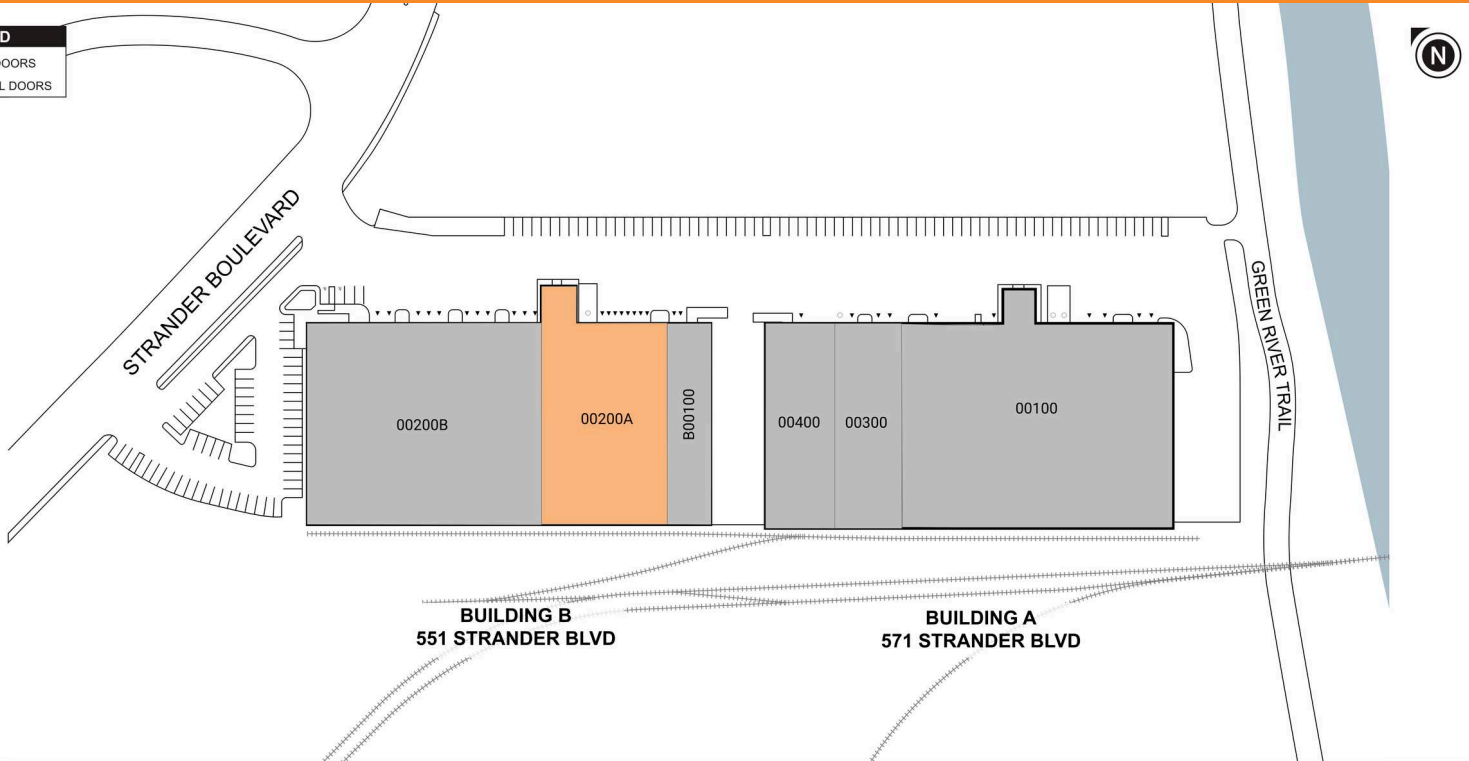 D
DOORS
L DOORS
N
STRANDER BOULEVARD
GREEN RIVER TRAIL
00200B
00200A
B00100
00400
00300
00100
BUILDING B
551 STRANDER BLVD
BUILDING A
571 STRANDER BLVD